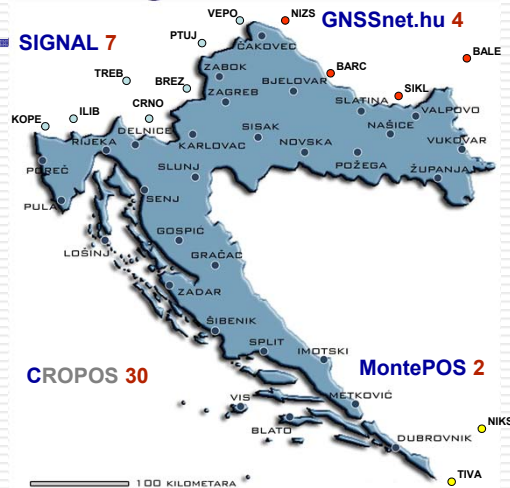 VEPO
NIZS
GNSSnet.hu 4
SIGNAL 7
PTUJ
ČAKOVEC
BALE
TREB
BREZ
ZABOK
BARC
SIKL
ZAGREB
BJELOVAR
SLATINA
VALPOVO
KOPE
ILIB
CRNO
DELNICE
RIJEKA
KARLOVAC
SISAK
NOVSKA
NAŠICE
VUKOVAR
POREČ
SLUNJ
POŽEGA
ŽUPANJA
PULA
SENJ
GOSPIĆ
LOŠINJ
GRAČAC
ZADAR
ŠIBENIK
SPLIT
IMOTSKI
CROPOS 30
MontePOS 2
VIS
METKOVIĆ
BLATO
NIKS
DUBROVNIK
TIVA
100 KILOMETARA